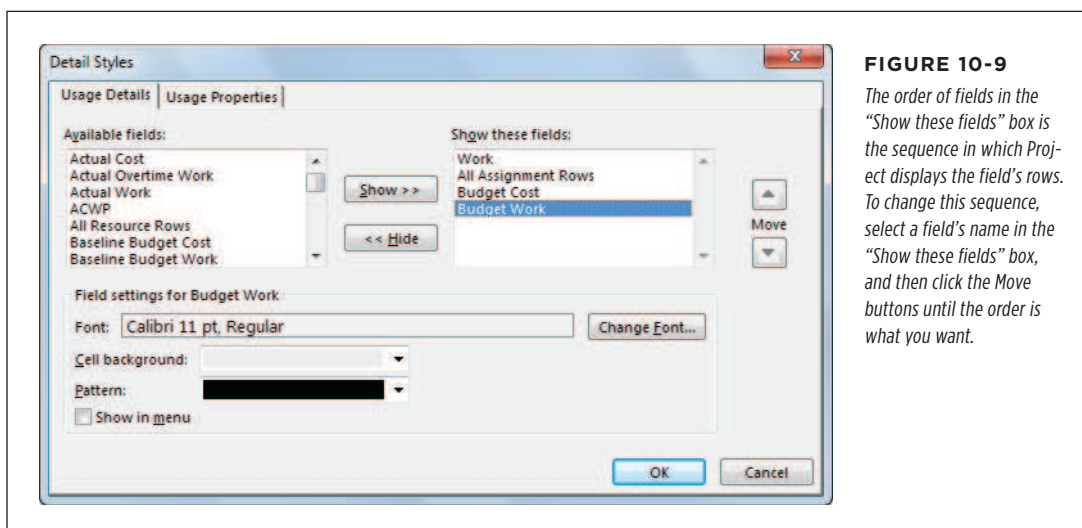 Detail Styles
Usage Details
Usage Properties
Available fields:
Actual Cost
Actual Overtime Work
Actual Work
ACWP
All Resource Rows
Baseline Budget Cost
Baseline Budget Work
Show >>
<< Hide
Show these fields:
Work
All Assignment Rows
Budget Cost
Budget Work
Move
Field settings for Budget Work
Font: Calibri 11 pt, Regular
Change Font...
Cell background:
Pattern:
Show in menu
OK
Cancel
FIGURE 10-9
The order of fields in the
“Show these fields” box is
the sequence in which Proj-
ect displays the field’s rows.
To change this sequence,
select a field’s name in the
“Show these fields” box,
and then click the Move
buttons until the order is
what you want.